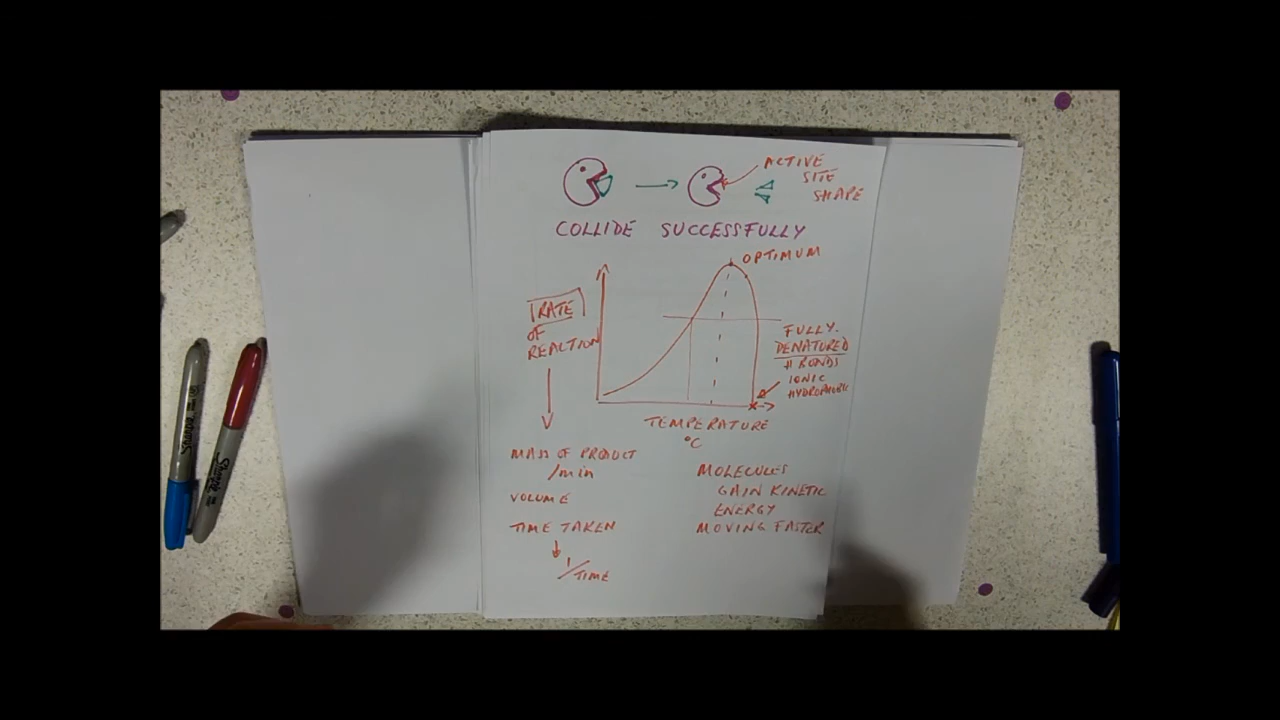 ACTIVE
SITE
SHAPE
COLLIDE SUCCESSFULLY
OPTIMUM
RATE
OF
REACTION
FULLY
DENATURED
H BONDS
IONIC
HYDROPHOBIC
TEMPERATURE
°C
MASS OF PRODUCT
/min
VOLUME
TIME TAKEN
1/TIME
MOLECULES
GAIN KINETIC
ENERGY
MOVING FASTER
Sharpie